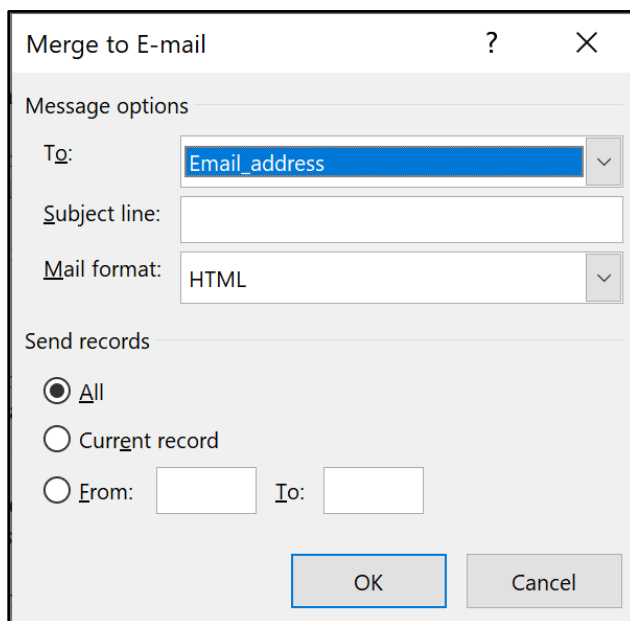 Merge to E-mail ?
Message options
To: Email_address
Subject line:
Mail format: HTML
Send records
All
Current record
From: To:
OK Cancel